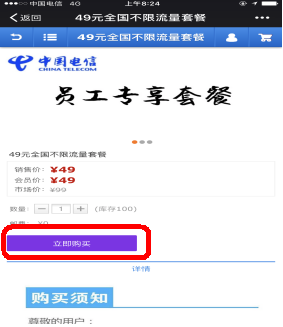 中国电信 4G 上午8:24
返回 49元全国不限流量套餐
49元全国不限流量套餐
中国电信
CHINA TELECOM
员工专享套餐
49元全国不限流量套餐
销售价: ¥49
会员价: ¥49
市场价: ¥99
数量: 1 (库存100)
邮费: ¥0
立即购买
详情
购买须知
尊敬的用户：